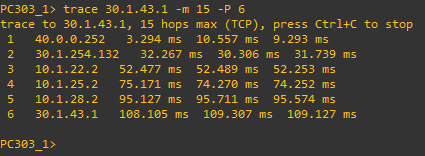 PC303_1> trace 30.1.43.1 -m 15 -P 6
trace to 30.1.43.1, 15 hops max (TCP), press Ctrl+C to stop
1 40.0.0.252 3.294 ms 10.557 ms 9.293 ms
2 30.1.254.132 32.267 ms 30.306 ms 31.739 ms
3 10.1.22.2 52.477 ms 52.489 ms 52.253 ms
4 10.1.25.2 75.171 ms 74.270 ms 74.252 ms
5 10.1.28.2 95.127 ms 95.711 ms 95.574 ms
6 30.1.43.1 108.105 ms 109.307 ms 109.127 ms
PC303_1>